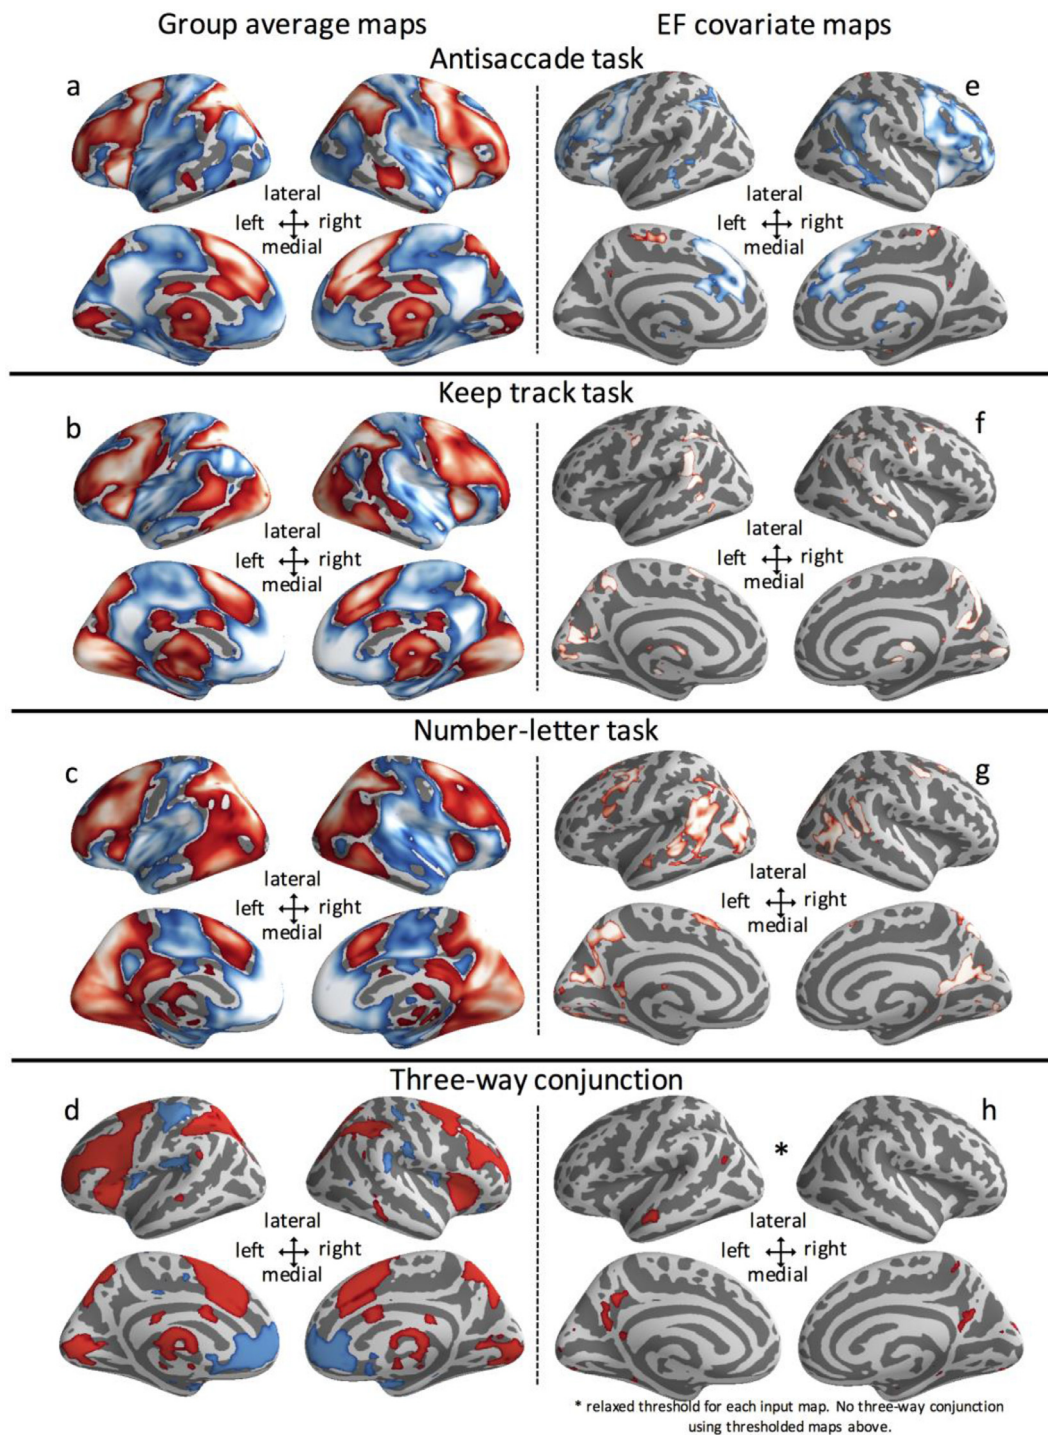 Group average maps
EF covariate maps
Antisaccade task
a
e
lateral
left right
medial
lateral
left right
medial
Keep track task
b
f
lateral
left right
medial
lateral
left right
medial
Number-letter task
c
g
lateral
left right
medial
lateral
left right
medial
Three-way conjunction
d
h
*
lateral
left right
medial
lateral
left right
medial
* relaxed threshold for each input map. No three-way conjunction
using thresholded maps above.